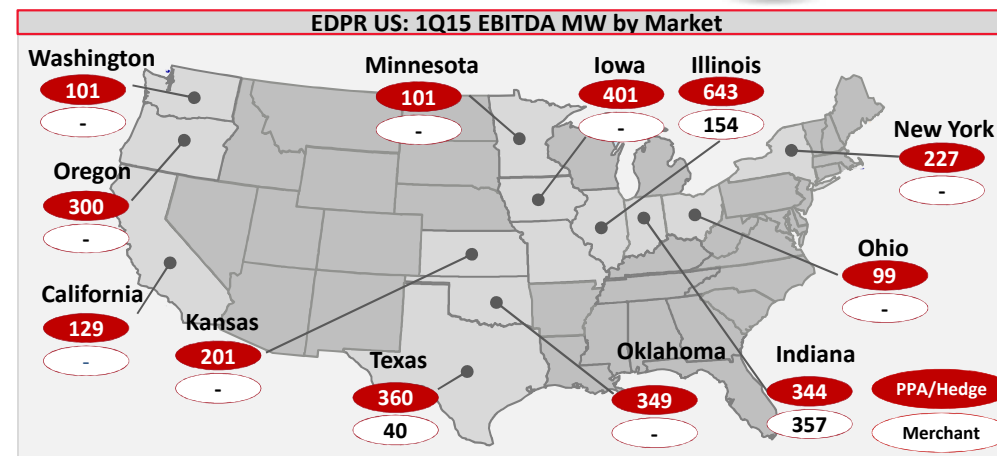 EDPR US: 1Q15 EBITDA MW by Market
Washington
101
-
Minnesota
101
-
Iowa
401
-
Illinois
643
154
New York
227
-
Oregon
300
-
Ohio
99
-
California
129
-
Kansas
201
-
Texas
360
40
Oklahoma
349
-
Indiana
344
357
PPA/Hedge
Merchant